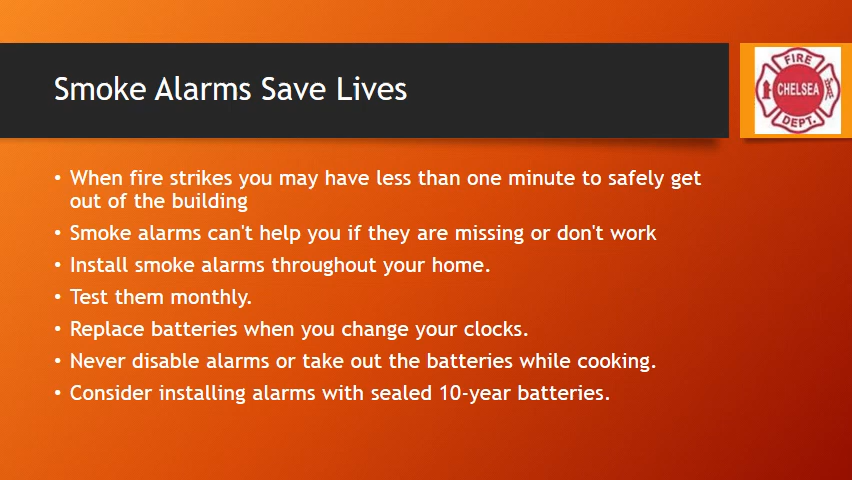 Smoke Alarms Save Lives
FIRE
CHELSEA
DEPT.
• When fire strikes you may have less than one minute to safely get
out of the building
• Smoke alarms can't help you if they are missing or don't work
• Install smoke alarms throughout your home.
• Test them monthly.
• Replace batteries when you change your clocks.
• Never disable alarms or take out the batteries while cooking.
• Consider installing alarms with sealed 10-year batteries.